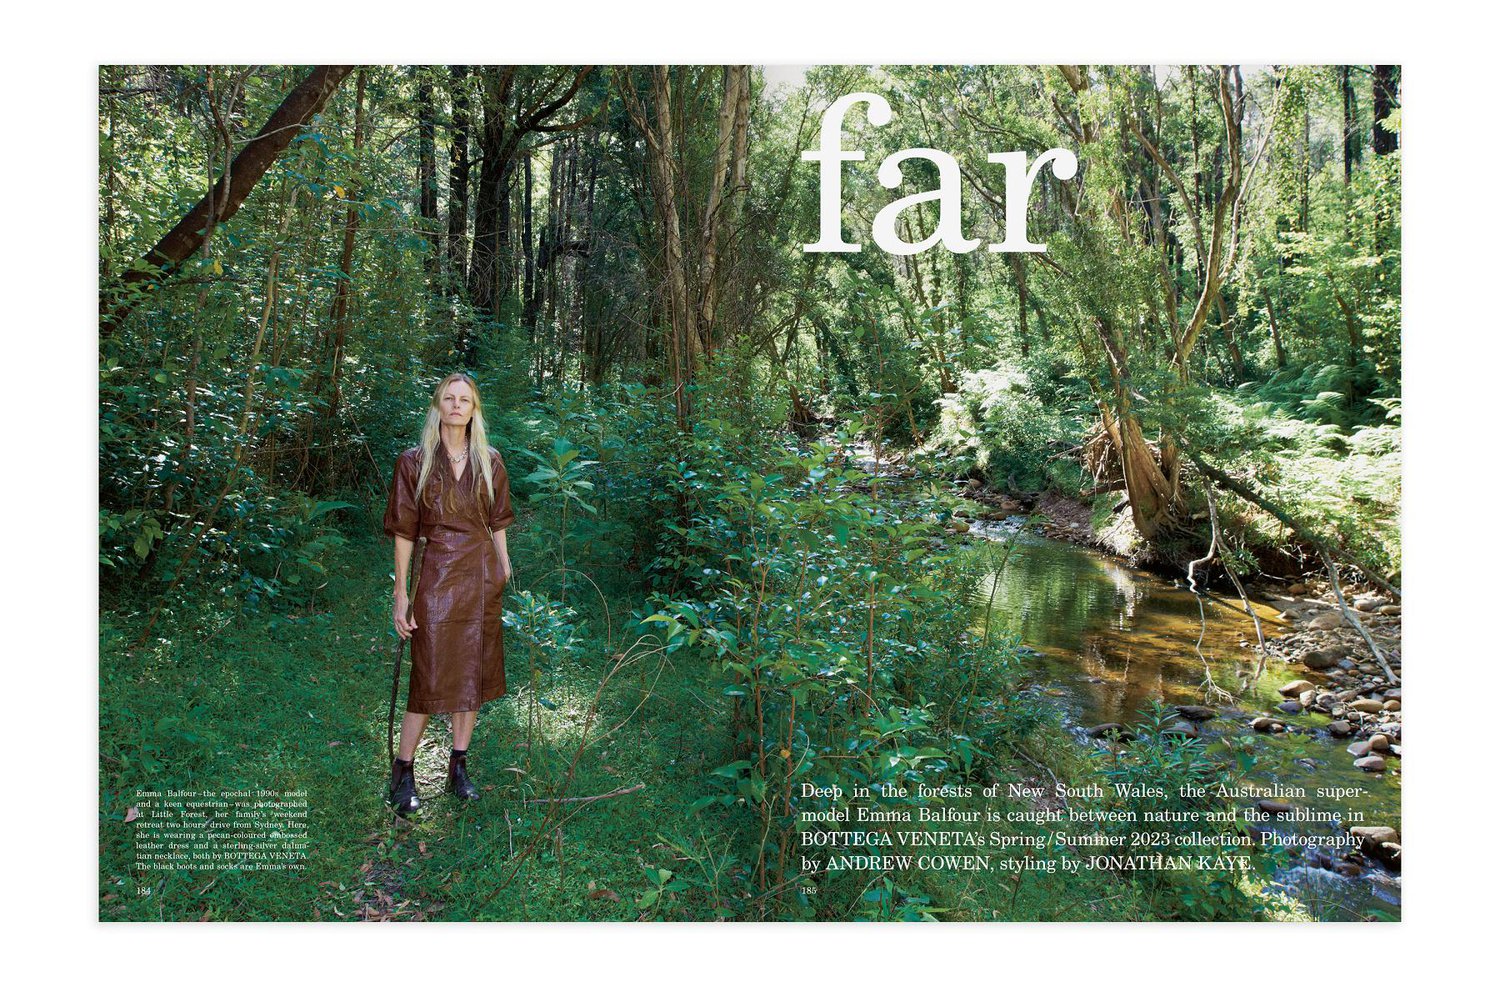 far
Emma Balfour–the epochal 1990s model
and a keen equestrian–was photographed
at Little Forest, her family's weekend
retreat two hours' drive from Sydney. Here,
she is wearing a pecan-coloured embossed
leather dress and a sterling-silver dalma-
tian necklace, both by BOTTEGA VENETA.
The black boots and socks are Emma's own.
184
Deep in the forests of New South Wales, the Australian super-
model Emma Balfour is caught between nature and the sublime in
BOTTEGA VENETA's Spring/Summer 2023 collection. Photography
by ANDREW COWEN, styling by JONATHAN KAYE.
185